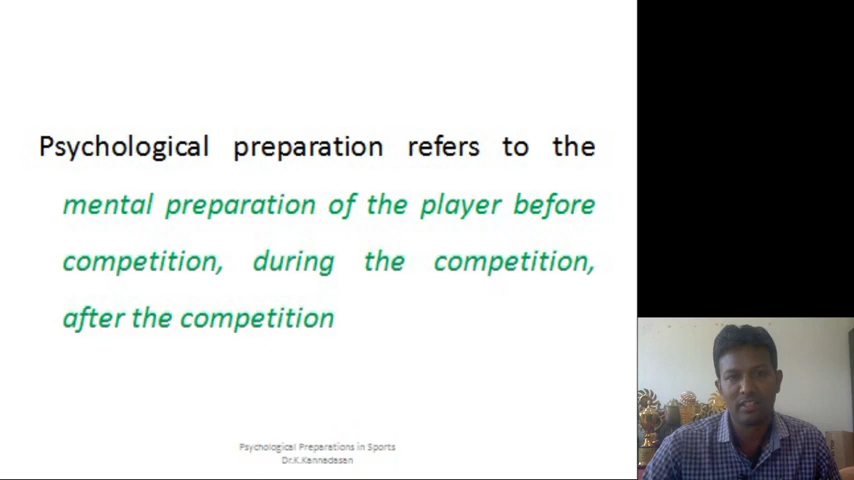 Psychological preparation refers to the
mental preparation of the player before
competition, during the competition,
after the competition
Psychological Preparations in Sports
Dr.K.Kannadasan